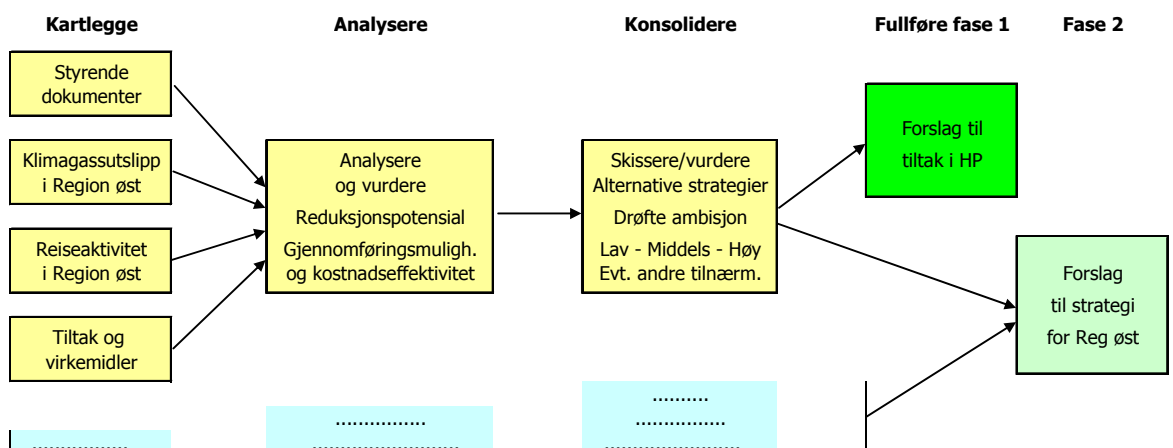 Kartlegge
Analysere
Konsolidere
Fullføre fase 1
Fase 2
Styrende
dokumenter
Klimagassutslipp
i Region øst
Reiseaktivitet
i Region øst
Tiltak og
virkemidler
Analysere
og vurdere
Reduksjonspotensial
Gjennomføringsmuligh.
og kostnadseffektivitet
Skissere/vurdere
Alternative strategier
Drøfte ambisjon
Lav - Middels - Høy
Evt. andre tilnærm.
Forslag til
tiltak i HP
Forslag
til strategi
for Reg øst
................
................
........................
..........
................
........................